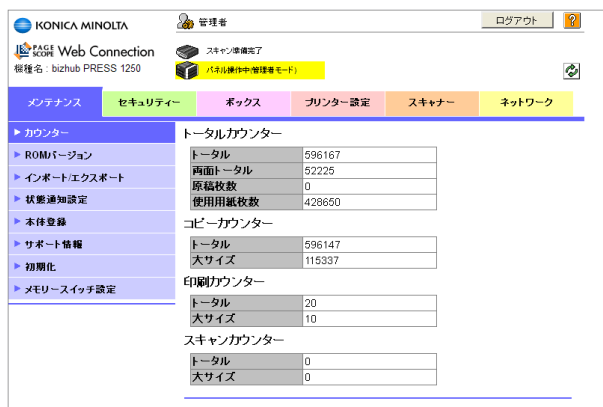 KONICA MINOLTA
管理者
ログアウト
?
PAGE SCOPE Web Connection
スキャン準備完了
機種名 : bizhub PRESS 1250
パネル操作中(管理者モード)
メンテナンス セキュリティー ボックス プリンター設定 スキャナー ネットワーク
カウンター
ROMバージョン
インポート/エクスポート
状態通知設定
本体登録
サポート情報
初期化
メモリースイッチ設定
トータルカウンター
トータル 596167
両面トータル 52225
原稿枚数 0
使用用紙枚数 428650
コピーカウンター
トータル 596147
大サイズ 115337
印刷カウンター
トータル 20
大サイズ 10
スキャンカウンター
トータル 0
大サイズ 0